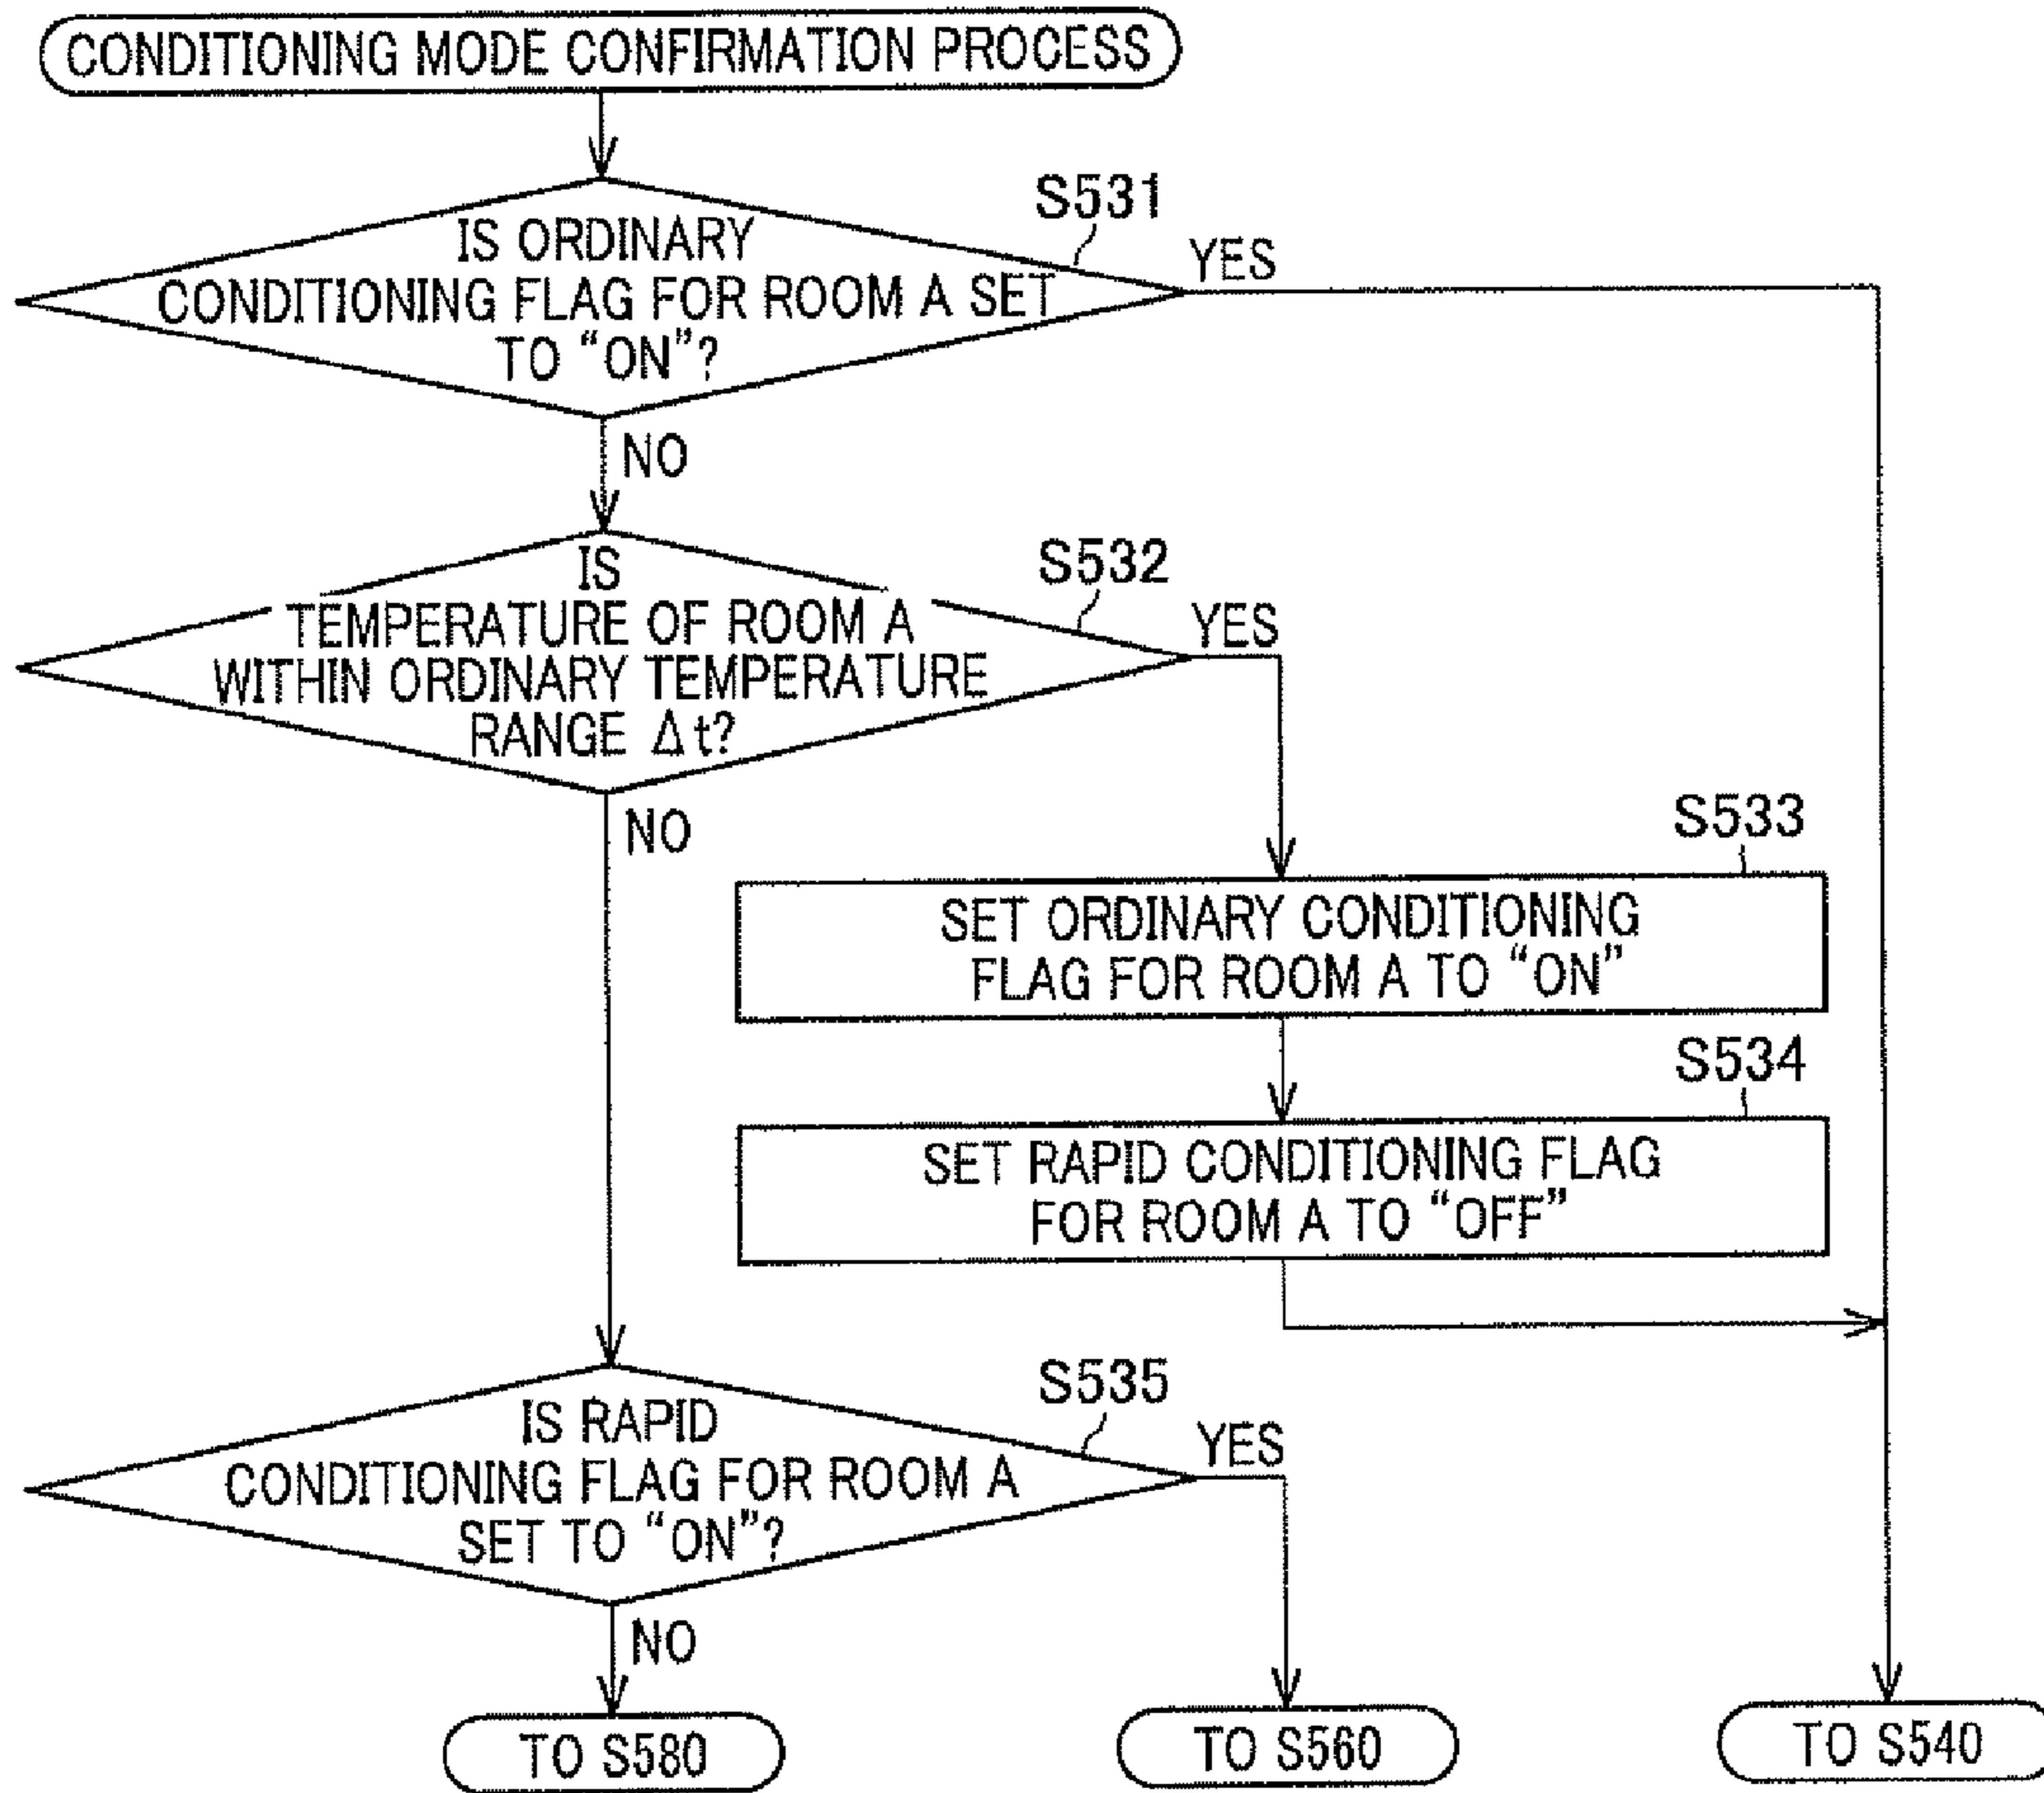 CONDITIONING MODE CONFIRMATION PROCESS
S531
IS ORDINARY
CONDITIONING FLAG FOR ROOM A SET
TO “ON”?
YES
NO
S532
IS
TEMPERATURE OF ROOM A
WITHIN ORDINARY TEMPERATURE
RANGE Δt?
YES
NO
S533
SET ORDINARY CONDITIONING
FLAG FOR ROOM A TO “ON”
S534
SET RAPID CONDITIONING FLAG
FOR ROOM A TO “OFF”
S535
IS RAPID
CONDITIONING FLAG FOR ROOM A
SET TO “ON”?
YES
NO
TO S580
TO S560
TO S540